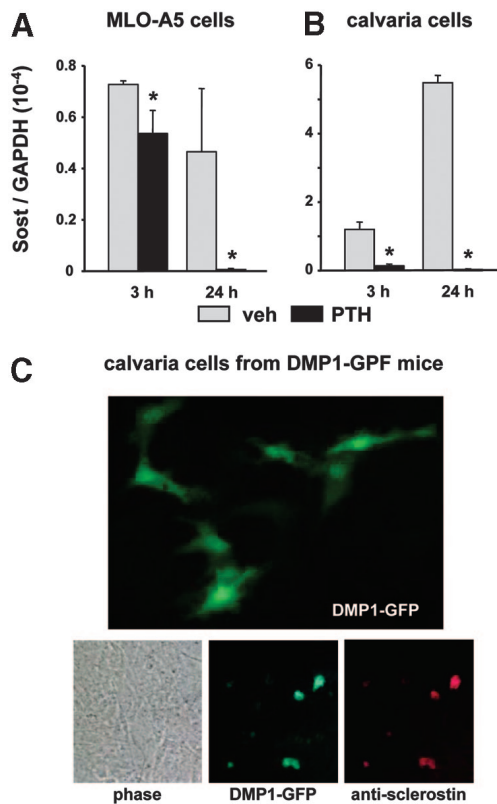 A MLO-A5 cells
B calvaria cells
Sost / GAPDH (10-4)
0.8
0.6
0.4
0.2
0
*
*
3 h 24 h
6
4
2
0
*
*
3 h 24 h
veh PTH
C calvaria cells from DMP1-GPF mice
DMP1-GFP
phase DMP1-GFP anti-sclerostin